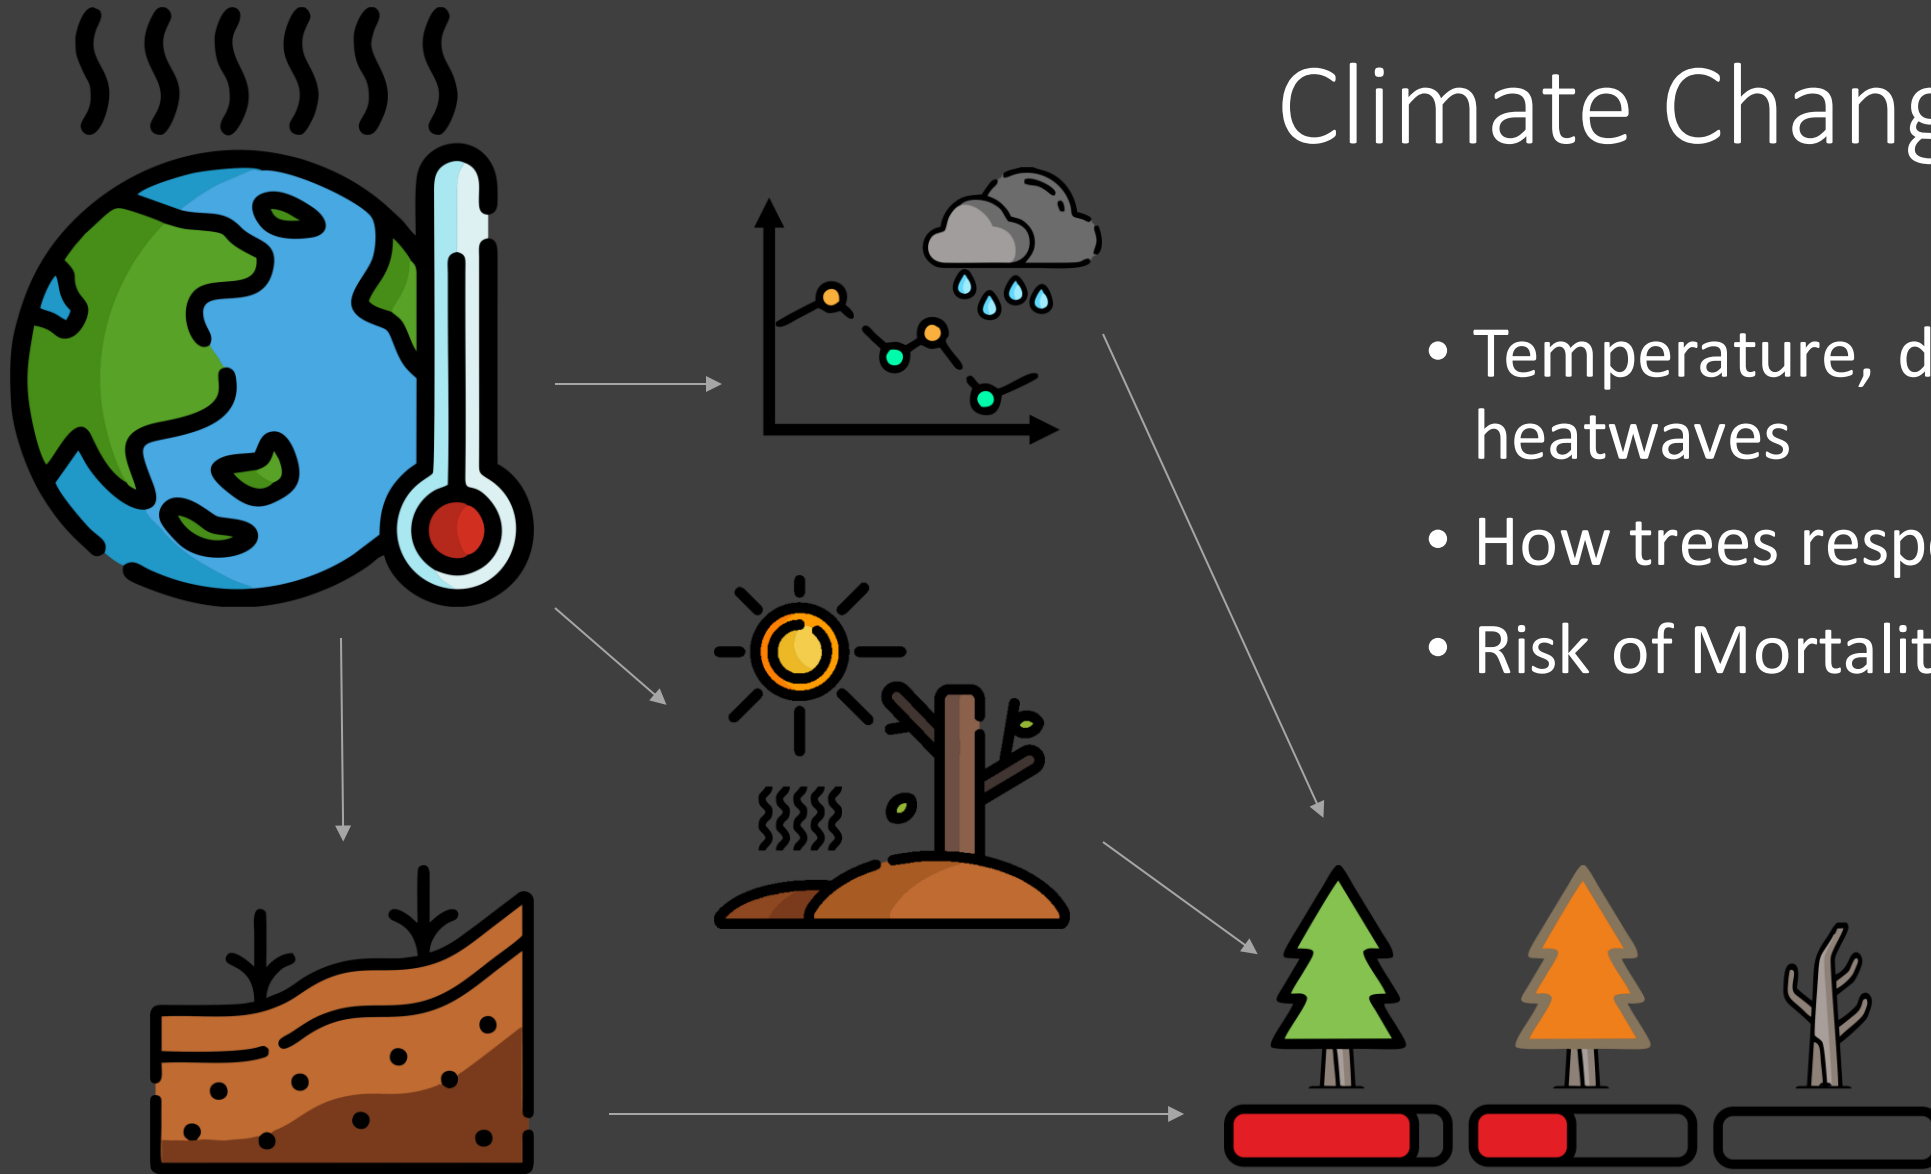 Climate Chang
• Temperature, d
heatwaves
• How trees resp
• Risk of Mortalit